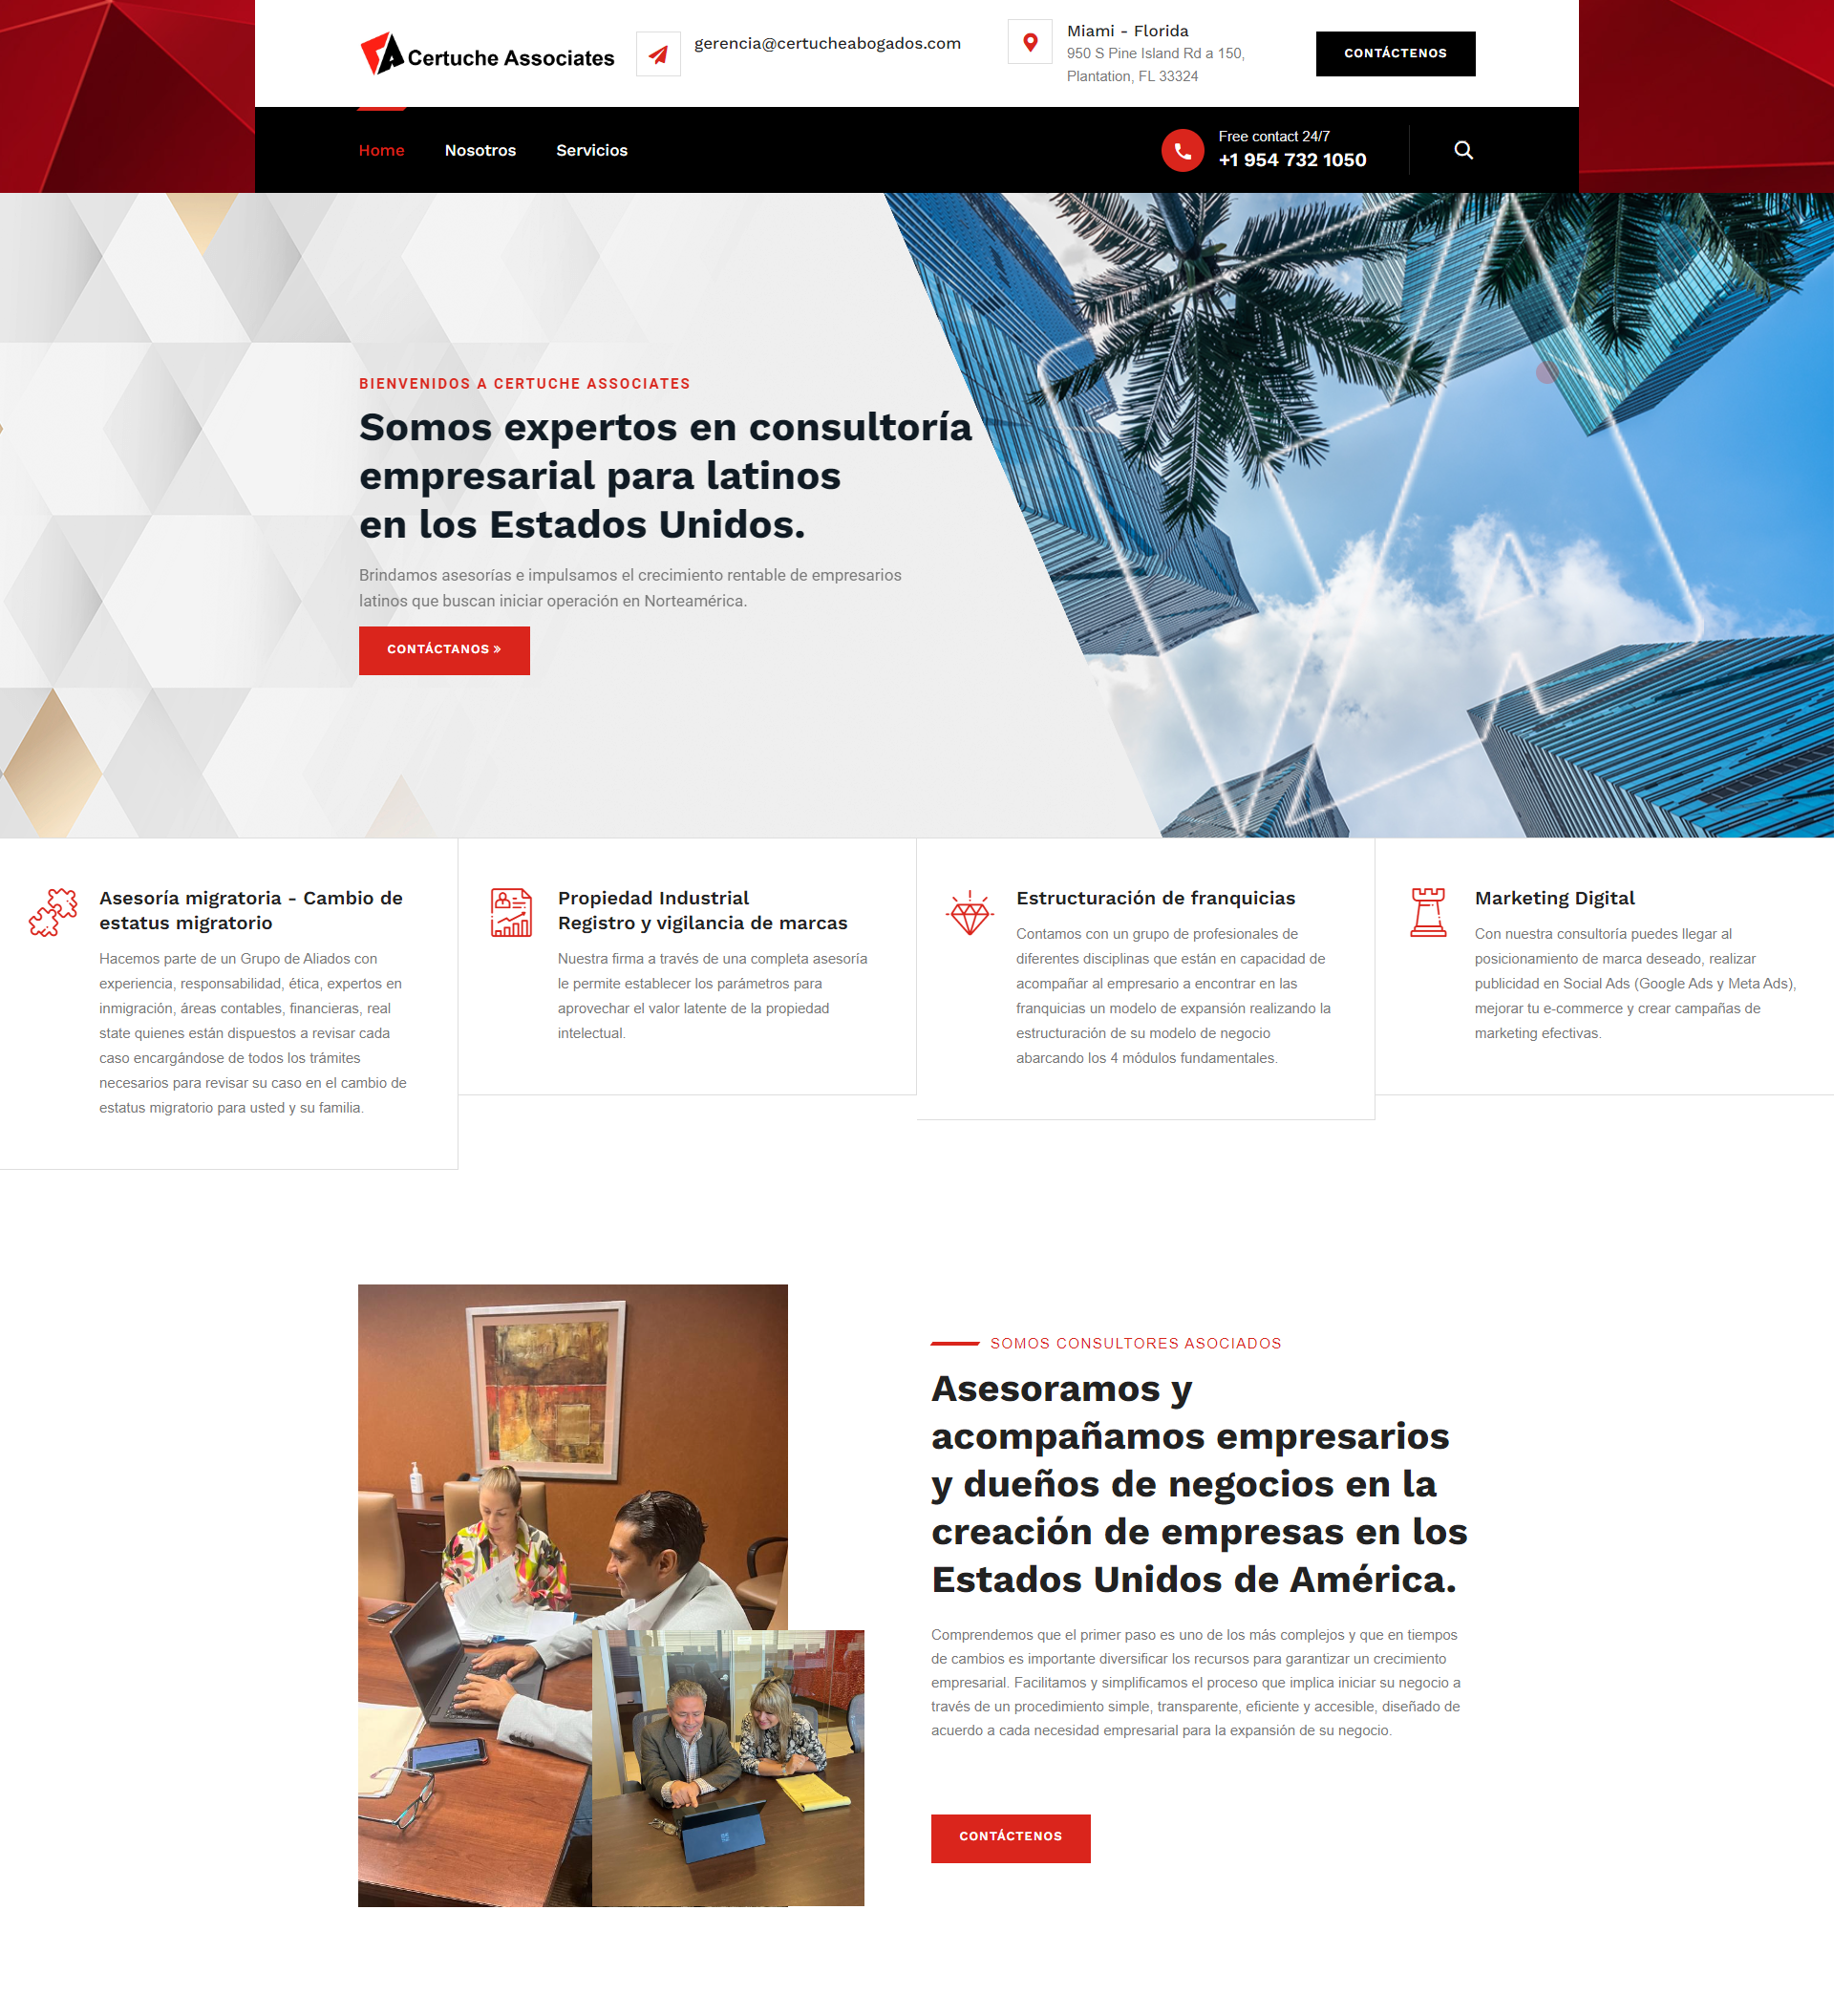 Certuche Associates
gerencia@certucheabogados.com
Miami - Florida
950 S Pine Island Rd a 150,
Plantation, FL 33324
CONTÁCTENOS
Home
Nosotros
Servicios
Free contact 24/7
+1 954 732 1050
BIENVENIDOS A CERTUCHE ASSOCIATES
Somos expertos en consultoría
empresarial para latinos
en los Estados Unidos.
Brindamos asesorías e impulsamos el crecimiento rentable de empresarios
latinos que buscan iniciar operación en Norteamérica.
CONTÁCTANOS »
Asesoría migratoria - Cambio de
estatus migratorio
Hacemos parte de un Grupo de Aliados con
experiencia, responsabilidad, ética, expertos en
inmigración, áreas contables, financieras, real
state quienes están dispuestos a revisar cada
caso encargándose de todos los trámites
necesarios para revisar su caso en el cambio de
estatus migratorio para usted y su familia.
Propiedad Industrial
Registro y vigilancia de marcas
Nuestra firma a través de una completa asesoría
le permite establecer los parámetros para
aprovechar el valor latente de la propiedad
intelectual.
Estructuración de franquicias
Contamos con un grupo de profesionales de
diferentes disciplinas que están en capacidad de
acompañar al empresario a encontrar en las
franquicias un modelo de expansión realizando la
estructuración de su modelo de negocio
abarcando los 4 módulos fundamentales.
Marketing Digital
Con nuestra consultoría puedes llegar al
posicionamiento de marca deseado, realizar
publicidad en Social Ads (Google Ads y Meta Ads),
mejorar tu e-commerce y crear campañas de
marketing efectivas.
SOMOS CONSULTORES ASOCIADOS
Asesoramos y
acompañamos empresarios
y dueños de negocios en la
creación de empresas en los
Estados Unidos de América.
Comprendemos que el primer paso es uno de los más complejos y que en tiempos
de cambios es importante diversificar los recursos para garantizar un crecimiento
empresarial. Facilitamos y simplificamos el proceso que implica iniciar su negocio a
través de un procedimiento simple, transparente, eficiente y accesible, diseñado de
acuerdo a cada necesidad empresarial para la expansión de su negocio.
CONTÁCTENOS